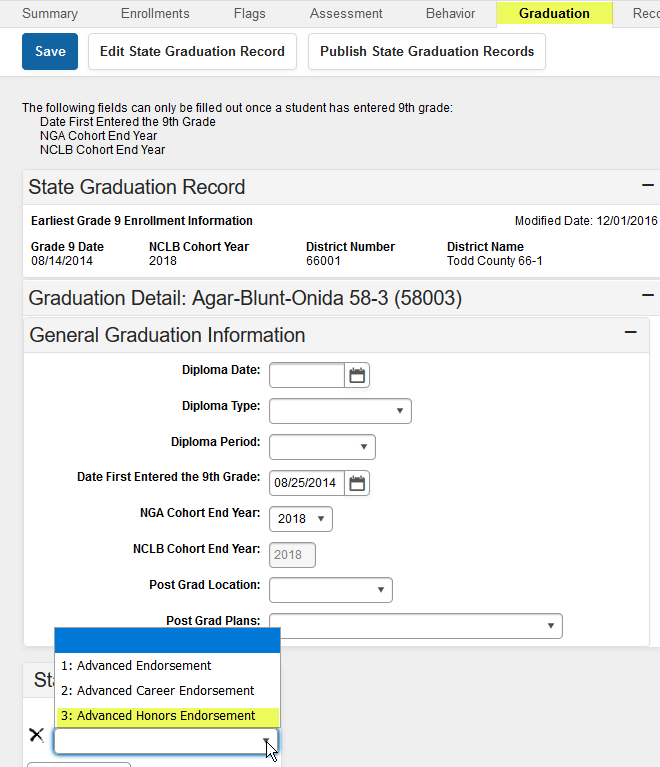 Summary Enrollments Flags Assessment Behavior Graduation Reco
Save Edit State Graduation Record Publish State Graduation Records
The following fields can only be filled out once a student has entered 9th grade:
Date First Entered the 9th Grade
NGA Cohort End Year
NCLB Cohort End Year
State Graduation Record
Earliest Grade 9 Enrollment Information Modified Date: 12/01/2016
Grade 9 Date NCLB Cohort Year District Number District Name
08/14/2014 2018 66001 Todd County 66-1
Graduation Detail: Agar-Blunt-Onida 58-3 (58003)
General Graduation Information
Diploma Date:
Diploma Type:
Diploma Period:
Date First Entered the 9th Grade: 08/25/2014
NGA Cohort End Year: 2018
NCLB Cohort End Year: 2018
Post Grad Location:
Post Grad Plans:
1: Advanced Endorsement
St
2: Advanced Career Endorsement
3: Advanced Honors Endorsement